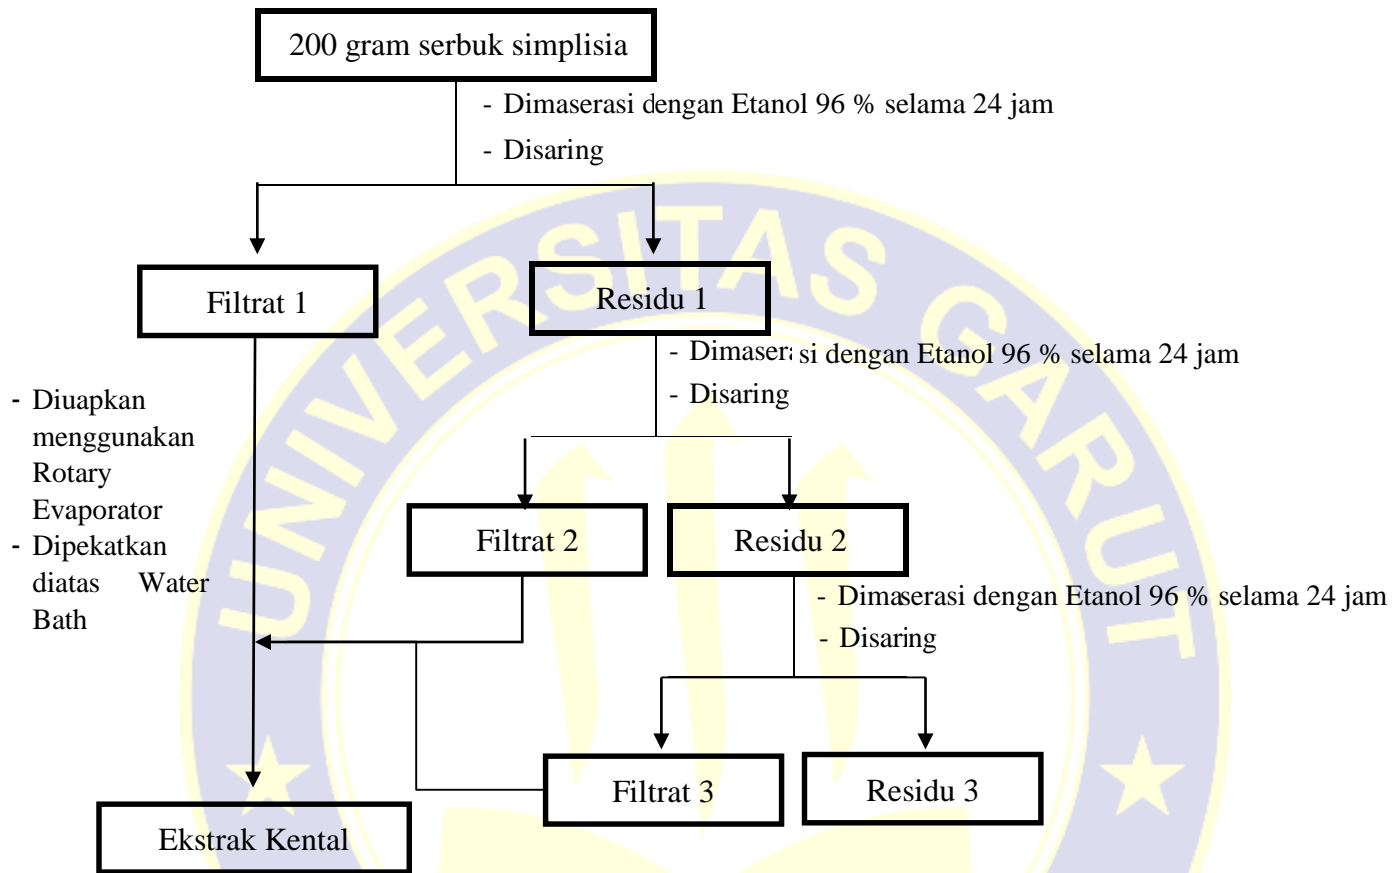 200 gram serbuk simplisia
- Dimaserasi dengan Etanol 96 % selama 24 jam
- Disaring
UNIVERSITAS GARUT
Filtrat 1
Residu 1
- Dimaserasi dengan Etanol 96 % selama 24 jam
- Disaring
- Diuapkan
menggunakan
Rotary
Evaporator
- Dipekatkan
diatas Water
Bath
Filtrat 2
Residu 2
- Dimaserasi dengan Etanol 96 % selama 24 jam
- Disaring
Filtrat 3
Residu 3
Ekstrak Kental